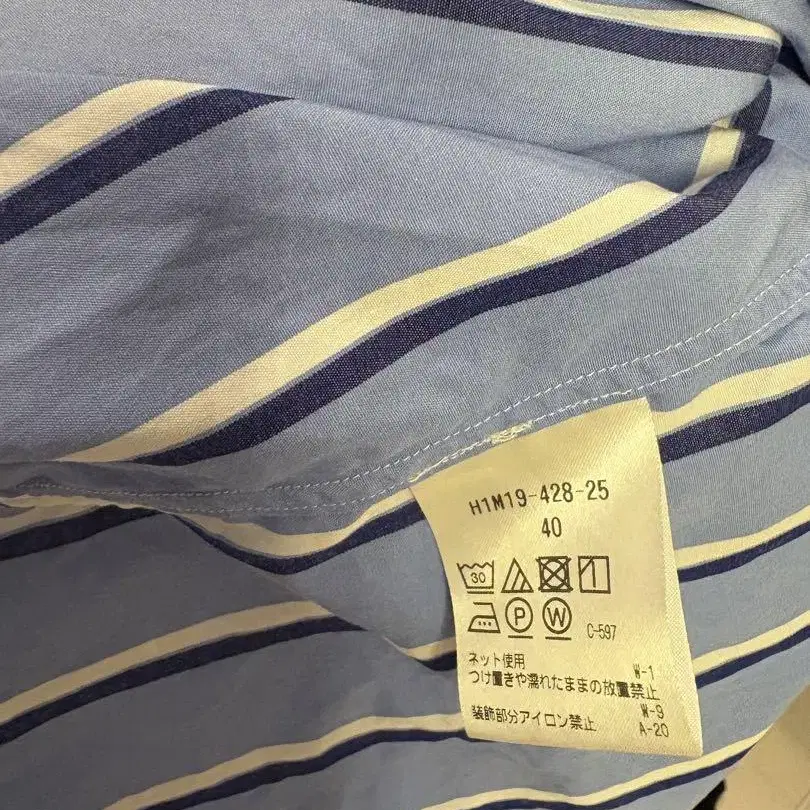 H1M19-428-25
40
30
P W C-597
ネット使用 W-1
つけ置きや濡れたままの放置禁止
W-9
装飾部分アイロン禁止 A-20